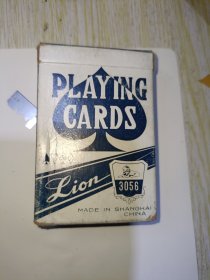 PLAYING
CARDS
Lion
3056
MADE IN SHANGHAI
CHINA